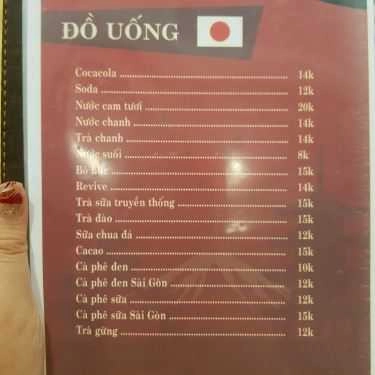 ĐỒ UỐNG
Cocacola 14k
Soda 12k
Nước cam tươi 20k
Nước chanh 14k
Trà chanh 14k
Nước suối 8k
Bò húc 15k
Revive 14k
Trà sữa truyền thống 15k
Trà đào 15k
Sữa chua đá 12k
Cacao 15k
Cà phê đen 10k
Cà phê đen Sài Gòn 12k
Cà phê sữa 12k
Cà phê sữa Sài Gòn 15k
Trà gừng 12k